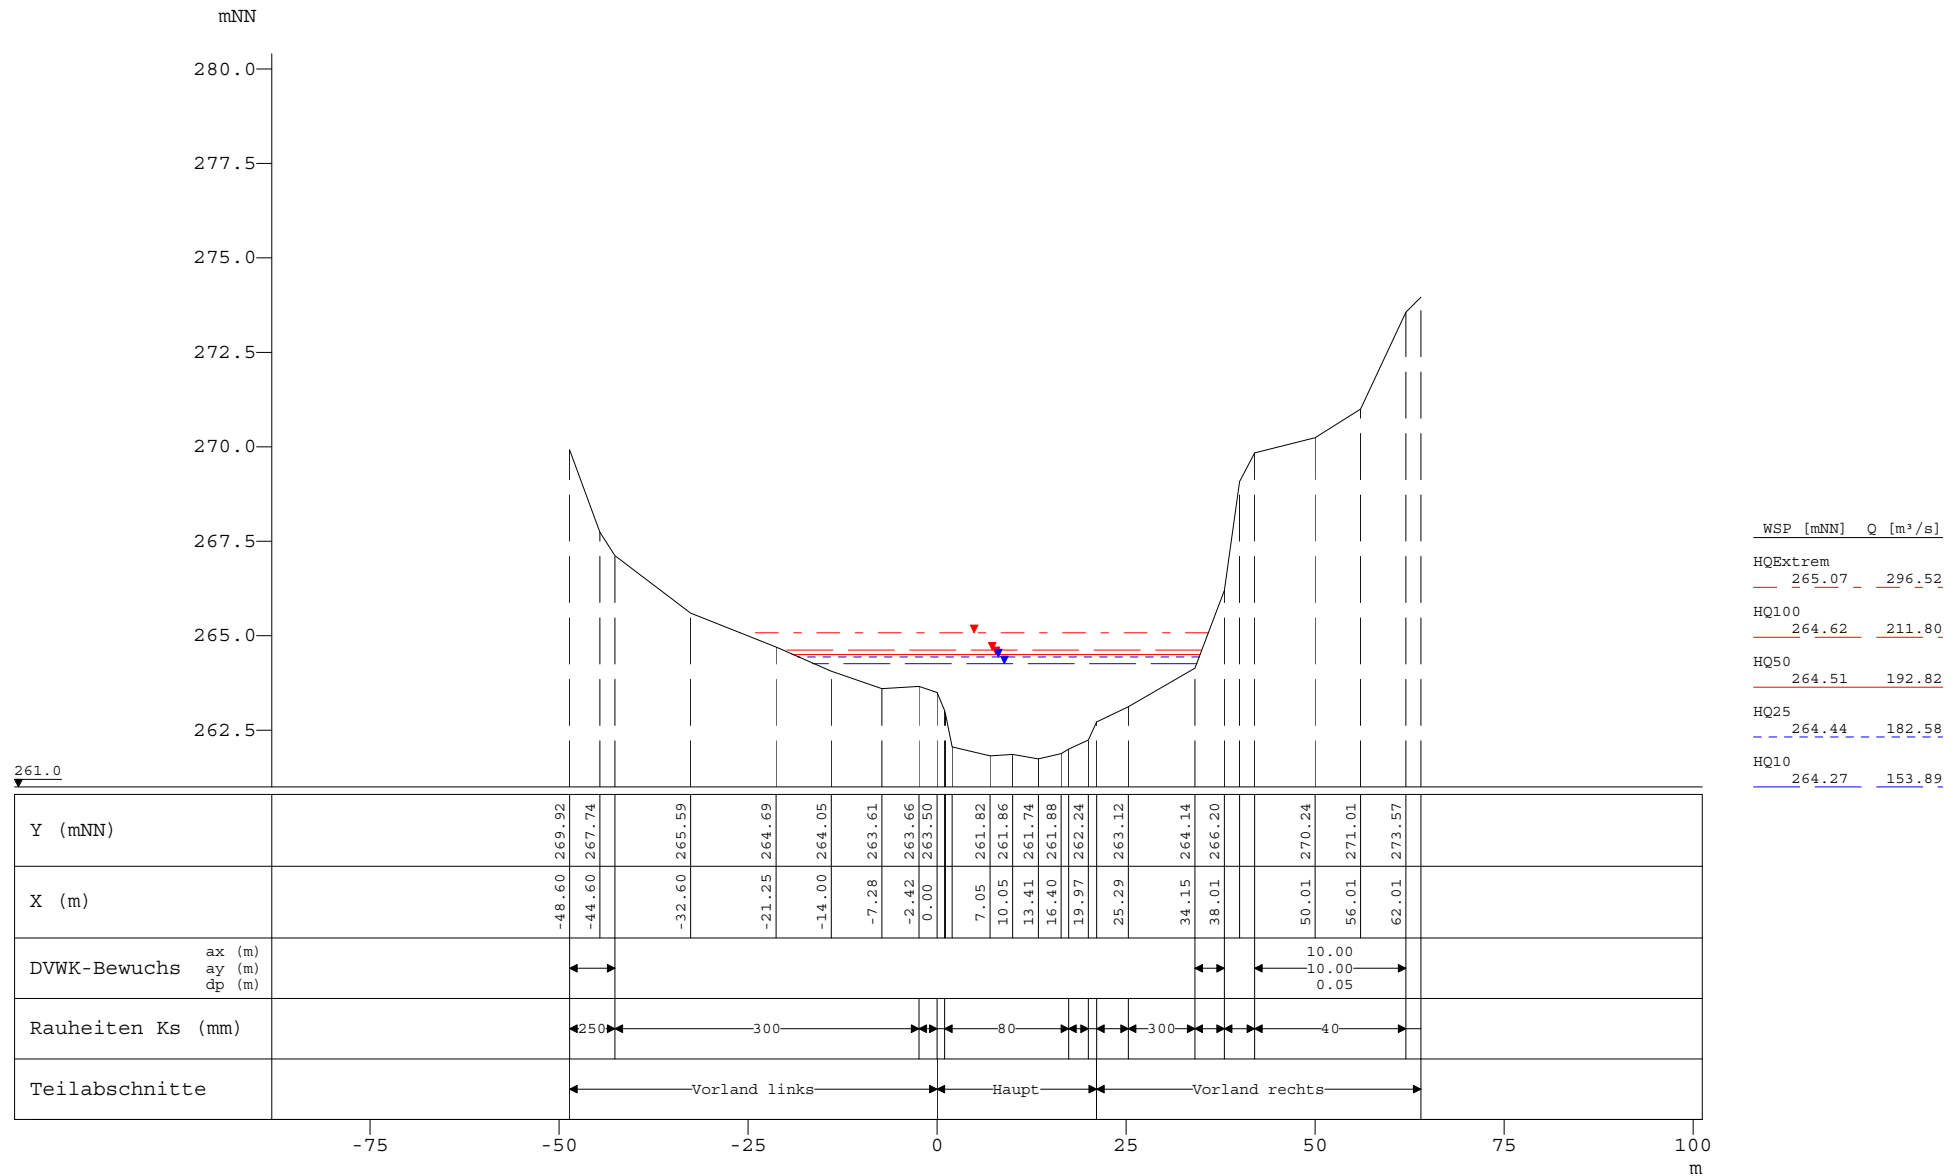 mNN
280.0
277.5
275.0
272.5
270.0
267.5
265.0
262.5
261.0
WSP [mNN] Q [m³/s]
HQExtrem
265.07 296.52
HQ100
264.62 211.80
HQ50
264.51 192.82
HQ25
264.44 182.58
HQ10
264.27 153.89
Y (mNN) 269.92 267.74 265.59 264.69 264.05 263.61 263.66 263.50 261.82 261.86 261.74 261.88 262.24 263.12 264.14 266.20 270.24 271.01 273.57
X (m) -48.60 -44.60 -32.60 -21.25 -14.00 -7.28 -2.42 0.00 7.05 10.05 13.41 16.40 19.97 25.29 34.15 38.01 50.01 56.01 62.01
DVWK-Bewuchs
ax (m) 10.00
ay (m) 10.00
dp (m) 0.05
Rauheiten Ks (mm) 250 300 80 300 40
Teilabschnitte Vorland links Haupt Vorland rechts
-75 -50 -25 0 25 50 75 100
m